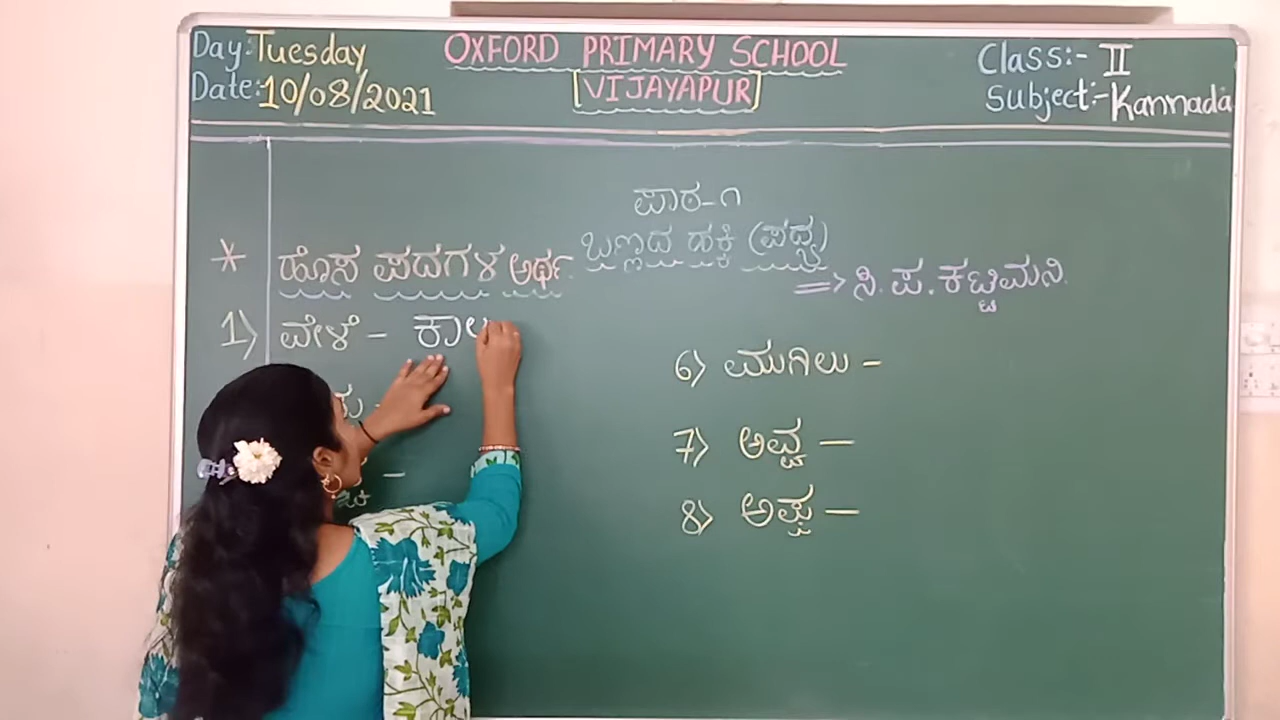 Day:Tuesday
Date:10/08/2021
OXFORD PRIMARY SCHOOL
[VIJAYAPUR]
Class:- II
Subject:-Kannada
ಪಾಠ-೧
ಬಣ್ಣದ ಹಕ್ಕಿ (ಪದ್ಯ)
=> ಸಿ. ಪ. ಕಟ್ಟಿಮನಿ.
* ಹೊಸ ಪದಗಳ ಅರ್ಥ
1) ವೇಳೆ - ಕಾಲ
6) ಮುಗಿಲು -
7) ಅವ್ವ -
8) ಅಪ್ಪ -